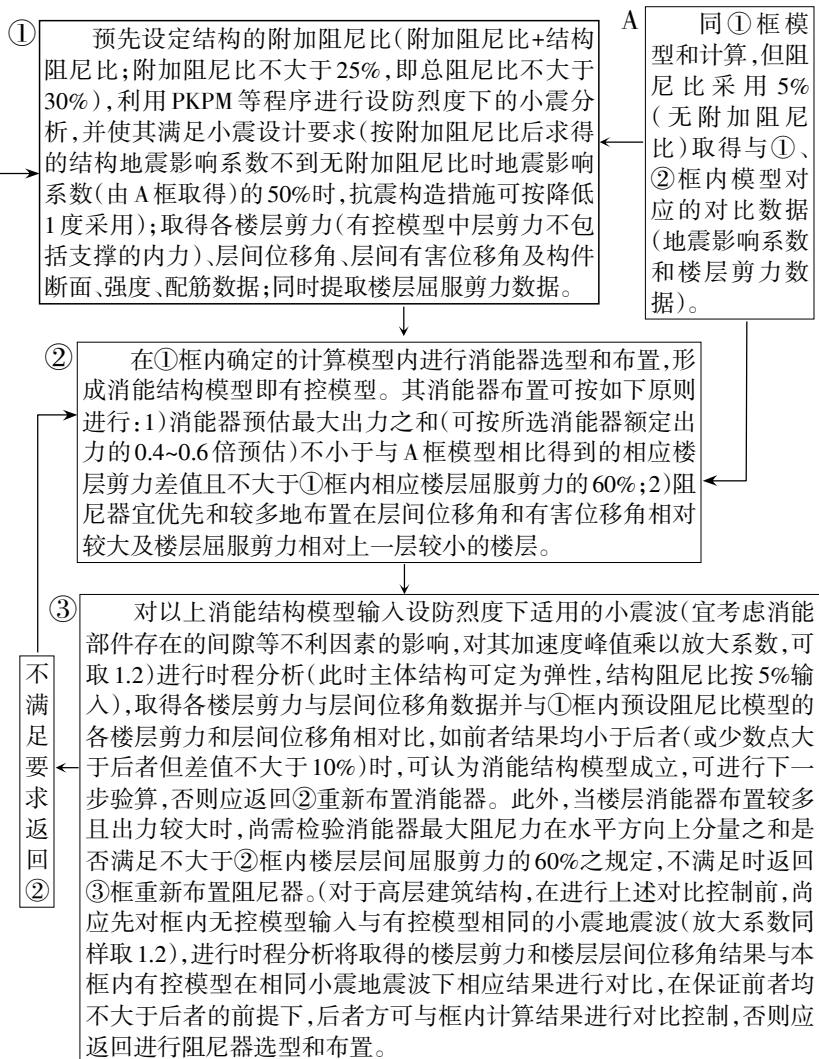 ①
预先设定结构的附加阻尼比(附加阻尼比+结构
阻尼比;附加阻尼比不大于25%,即总阻尼比不大于
30%),利用PKPM等程序进行设防烈度下的小震分
析,并使其满足小震设计要求(按附加阻尼比后求得
的结构地震影响系数不到无附加阻尼比时地震影响
系数(由A框取得)的50%时,抗震构造措施可按降低
1度采用);取得各楼层剪力(有控模型中层剪力不包
括支撑的内力)、层间位移角、层间有害位移角及构件
断面、强度、配筋数据;同时提取楼层屈服剪力数据。
A
同①框模
型和计算,但阻
尼比采用5%
(无附加阻尼
比)取得与①、
②框内模型对
应的对比数据
(地震影响系数
和楼层剪力数
据)。
②
在①框内确定的计算模型内进行消能器选型和布置,形
成消能结构模型即有控模型。其消能器布置可按如下原则
进行:1)消能器预估最大出力之和(可按所选消能器额定出
力的0.4~0.6倍预估)不小于与A框模型相比得到的相应楼
层剪力差值且不大于①框内相应楼层屈服剪力的60%;2)阻
尼器宜优先和较多地布置在层间位移角和有害位移角相对
较大及楼层屈服剪力相对上一层较小的楼层。
③
对以上消能结构模型输入设防烈度下适用的小震波(宜考虑消能
部件存在的间隙等不利因素的影响,对其加速度峰值乘以放大系数,可
取1.2)进行时程分析(此时主体结构可定为弹性,结构阻尼比按5%输
入),取得各楼层剪力与层间位移角数据并与①框内预设阻尼比模型的
各楼层剪力和层间位移角相对比,如前者结果均小于后者(或少数点大
于后者但差值不大于10%)时,可认为消能结构模型成立,可进行下一
步验算,否则应返回②重新布置消能器。此外,当楼层消能器布置较多
且出力较大时,尚需检验消能器最大阻尼力在水平方向上分量之和是
否满足不大于②框内楼层层间屈服剪力的60%之规定,不满足时返回
③框重新布置阻尼器。(对于高层建筑结构,在进行上述对比控制前,尚
应先对框内无控模型输入与有控模型相同的小震地震波(放大系数同
样取1.2),进行时程分析将取得的楼层剪力和楼层层间位移角结果与本
框内有控模型在相同小震地震波下相应结果进行对比,在保证前者均
不大于后者的前提下,后者方可与框内计算结果进行对比控制,否则应
返回进行阻尼器选型和布置。
不
满
足
要
求
返
回
②